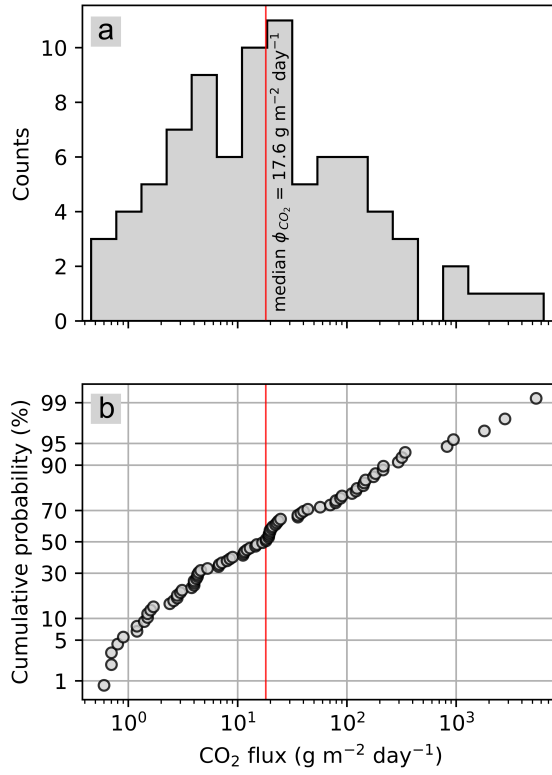 a
10
8
6
4
2
0
Counts
median ϕ_CO₂ = 17.6 g m⁻² day⁻¹
b
99
95
90
70
50
30
10
5
1
Cumulative probability (%)
10⁰ 10¹ 10² 10³
CO₂ flux (g m⁻² day⁻¹)